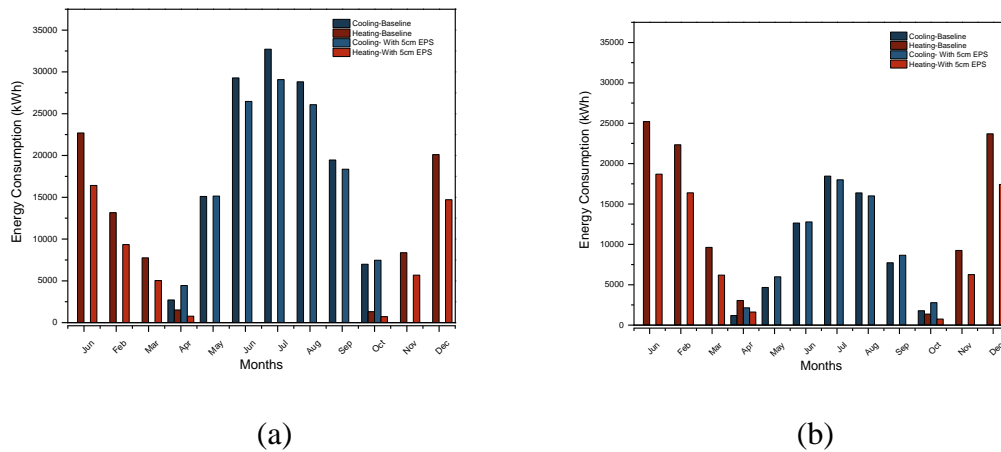 35000
30000
25000
20000
15000
10000
5000
0
Energy Consumption (kWh)
Cooling-Baseline
Heating-Baseline
Cooling- With 5cm EPS
Heating-With 5cm EPS
Jun Feb Mar Apr May Jun Jul Aug Sep Oct Nov Dec
Months
(a)
35000
30000
25000
20000
15000
10000
5000
0
Energy Consumption (kWh)
Cooling-Baseline
Heating-Baseline
Cooling- With 5cm EPS
Heating-With 5cm EPS
Jun Feb Mar Apr May Jun Jul Aug Sep Oct Nov Dec
Months
(b)